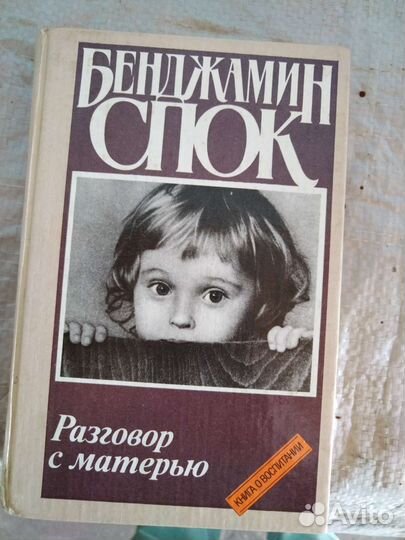 БЕНДЖАМИН
СПОК
Разговор
с матерью
КНИГА О ВОСПИТАНИИ
Avito